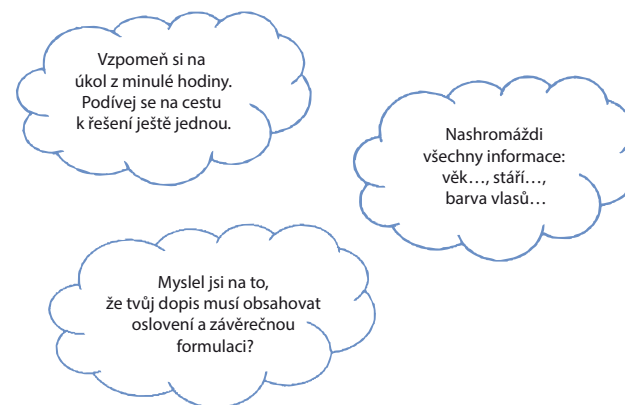 Vzpomeň si na
úkol z minulé hodiny.
Podívej se na cestu
k řešení ještě jednou.
Nashromáždi
všechny informace:
věk…, stáří…,
barva vlasů…
Myslel jsi na to,
že tvůj dopis musí obsahovat
oslovení a závěrečnou
formulaci?